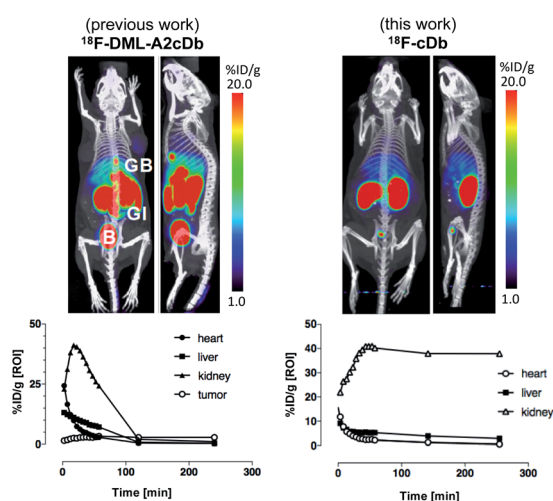 (previous work)
¹⁸F-DML-A2cDb
%ID/g
20.0
GB
GI
B
1.0
(this work)
¹⁸F-cDb
%ID/g
20.0
1.0
50
25
0
%ID/g [ROI]
heart
liver
kidney
tumor
0
100
200
300
Time [min]
50
40
30
20
10
0
%ID/g [ROI]
heart
liver
kidney
0
100
200
300
Time [min]